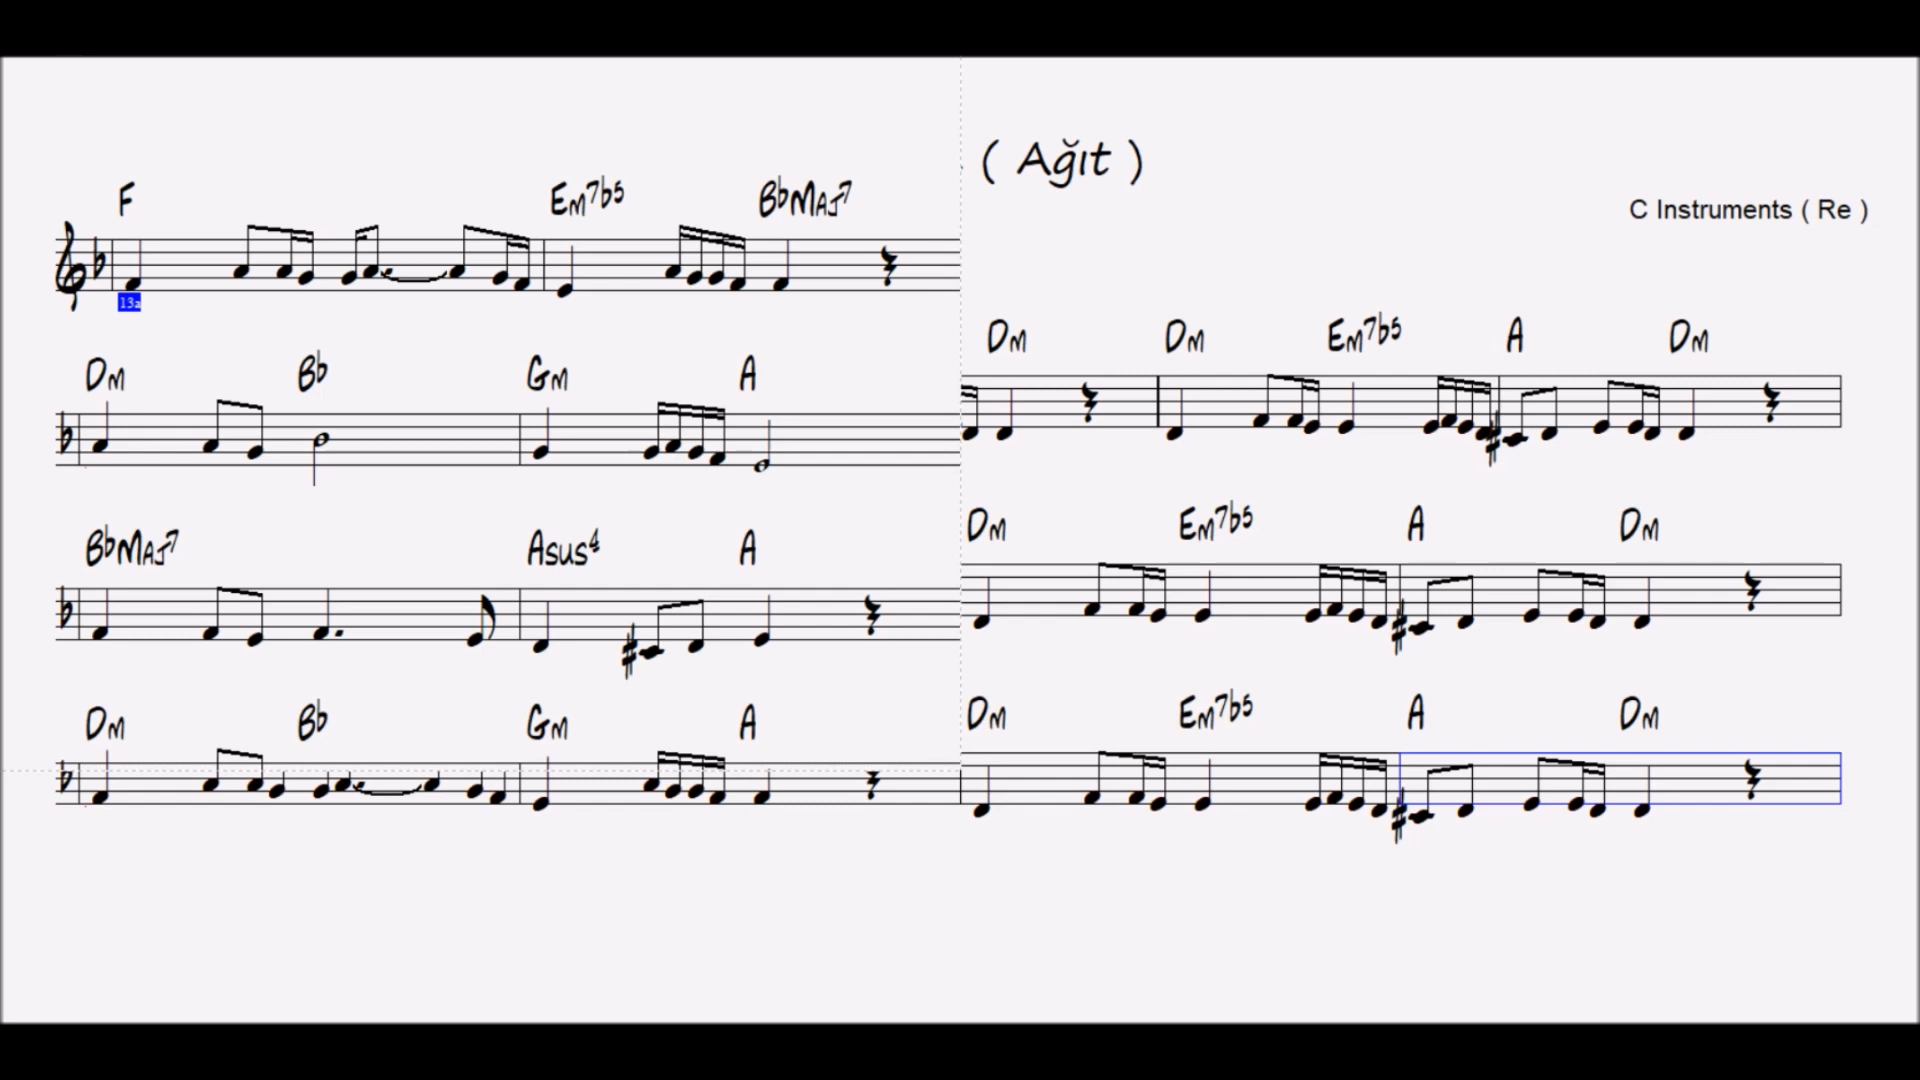 ( Ağıt )
C Instruments ( Re )
F Em7b5 BbMaj7
13a
Dm Bb Gm A
BbMaj7 Asus4 A
Dm Bb Gm A
Dm Dm Em7b5 A Dm
Dm Em7b5 A Dm
Dm Em7b5 A Dm